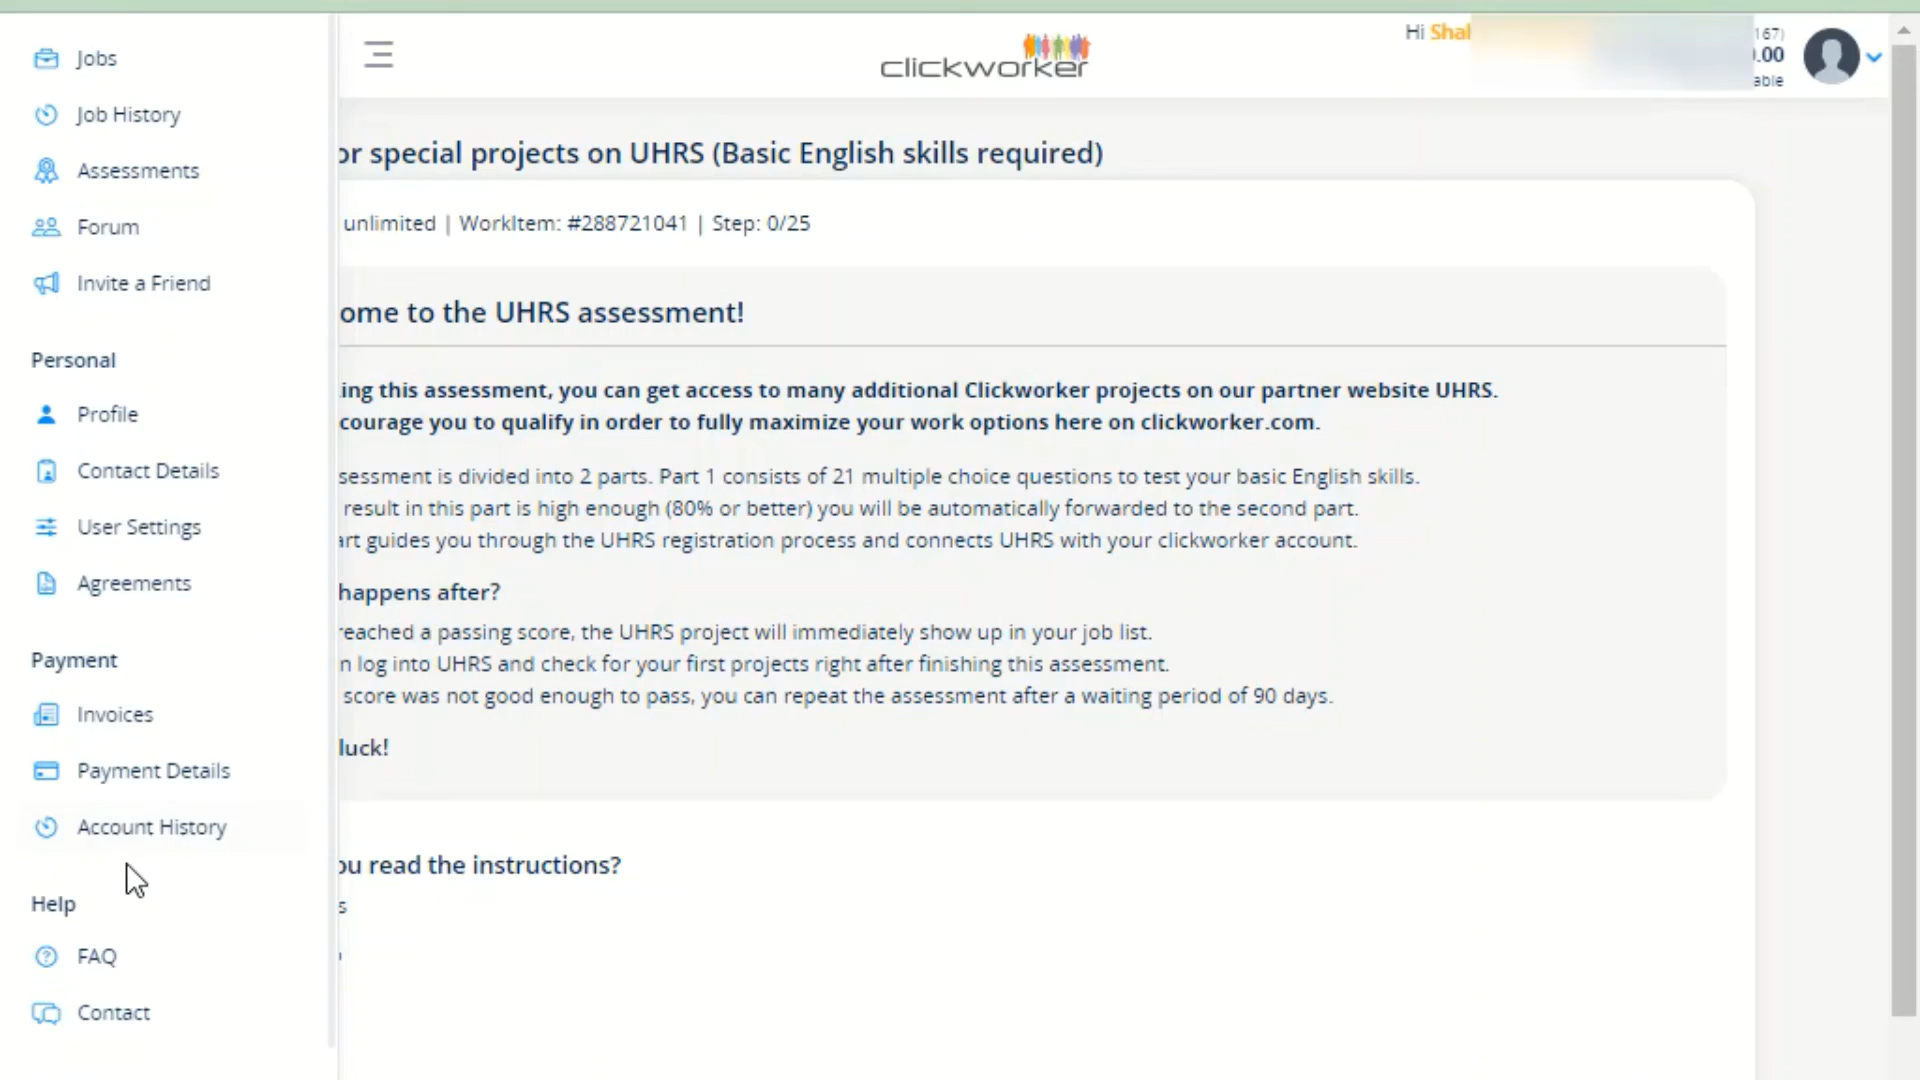 Jobs
Job History
Assessments
Forum
Invite a Friend
Personal
Profile
Contact Details
User Settings
Agreements
Payment
Invoices
Payment Details
Account History
Help
FAQ
Contact
clickworker
Hi Shal
167)
.00
able
or special projects on UHRS (Basic English skills required)
unlimited | WorkItem: #288721041 | Step: 0/25
ome to the UHRS assessment!
ing this assessment, you can get access to many additional Clickworker projects on our partner website UHRS.
courage you to qualify in order to fully maximize your work options here on clickworker.com.
sessment is divided into 2 parts. Part 1 consists of 21 multiple choice questions to test your basic English skills.
result in this part is high enough (80% or better) you will be automatically forwarded to the second part.
art guides you through the UHRS registration process and connects UHRS with your clickworker account.
happens after?
reached a passing score, the UHRS project will immediately show up in your job list.
n log into UHRS and check for your first projects right after finishing this assessment.
score was not good enough to pass, you can repeat the assessment after a waiting period of 90 days.
luck!
ou read the instructions?
s